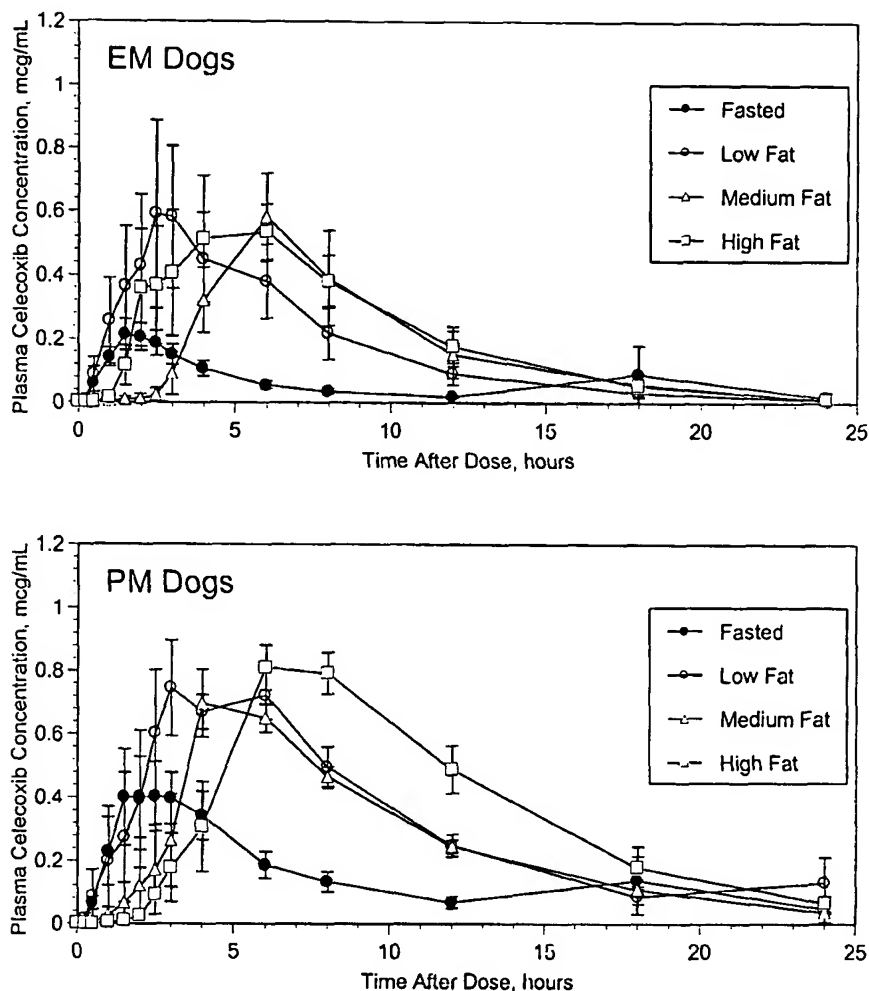 1.2
1
0.8
0.6
0.4
0.2
0
Plasma Celecoxib Concentration, mcg/mL
EM Dogs
Fasted
Low Fat
Medium Fat
High Fat
0
5
10
15
20
25
Time After Dose, hours
1.2
1
0.8
0.6
0.4
0.2
0
Plasma Celecoxib Concentration, mcg/mL
PM Dogs
Fasted
Low Fat
Medium Fat
High Fat
0
5
10
15
20
25
Time After Dose, hours